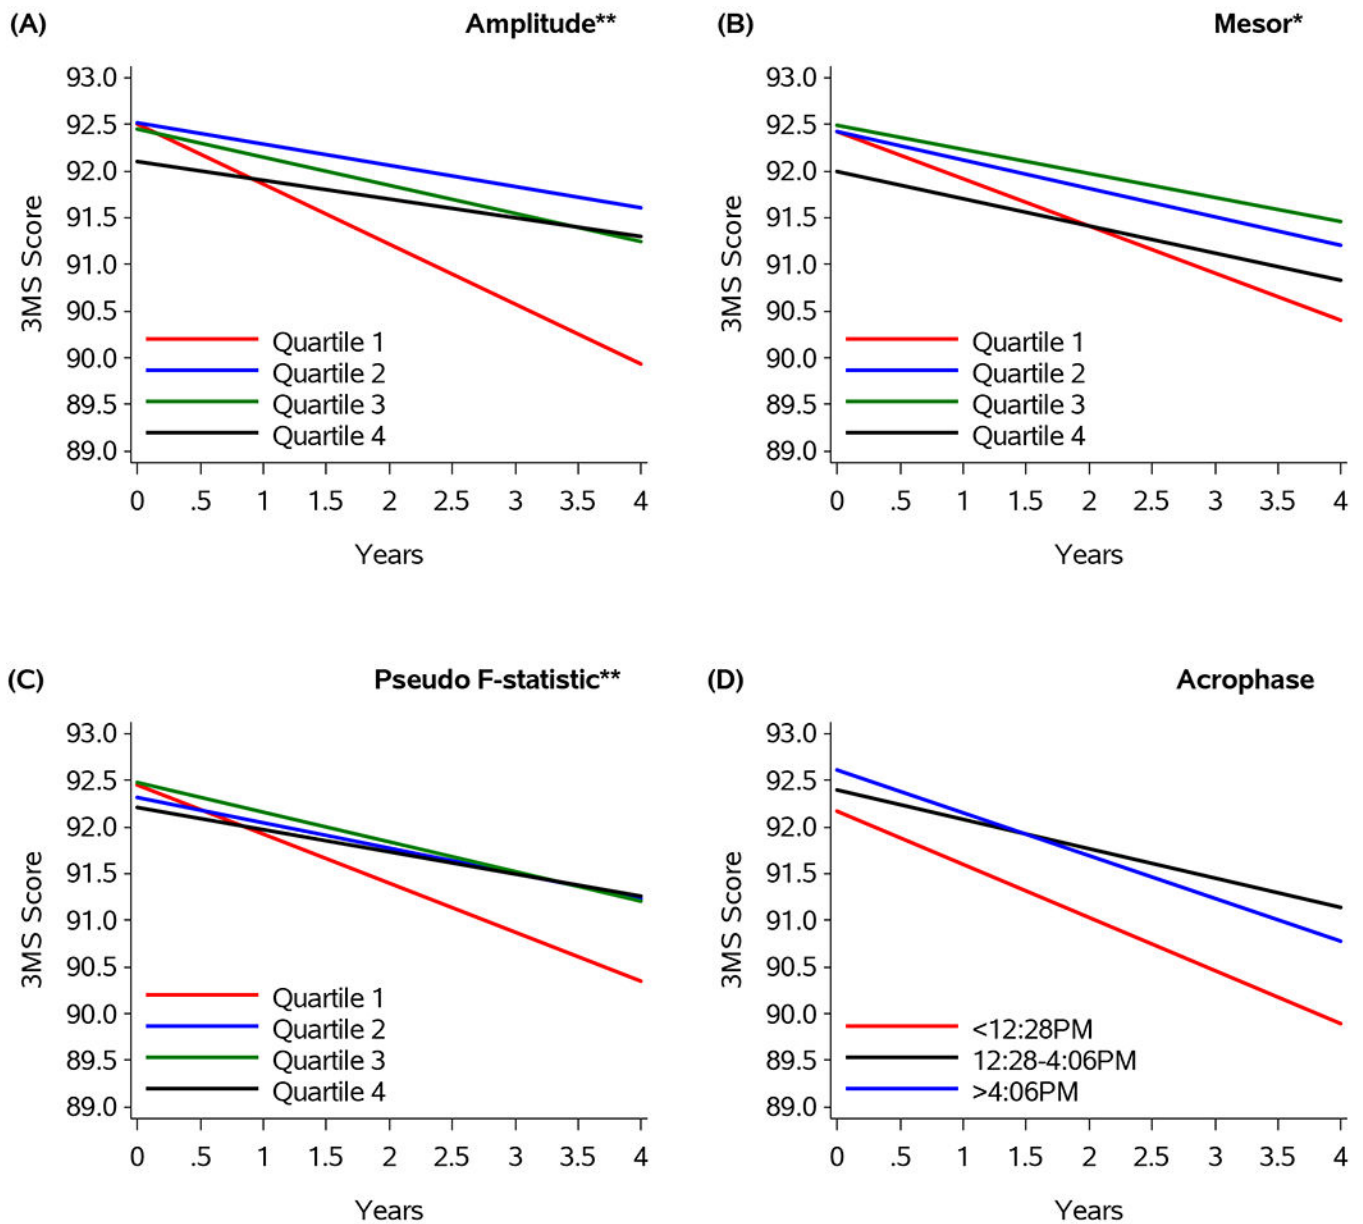 (A) Amplitude**
93.0
92.5
92.0
91.5
91.0
90.5
90.0
89.5
89.0
3MS Score
Quartile 1
Quartile 2
Quartile 3
Quartile 4
0 .5 1 1.5 2 2.5 3 3.5 4
Years
(B) Mesor*
93.0
92.5
92.0
91.5
91.0
90.5
90.0
89.5
89.0
3MS Score
Quartile 1
Quartile 2
Quartile 3
Quartile 4
0 .5 1 1.5 2 2.5 3 3.5 4
Years
(C) Pseudo F-statistic**
93.0
92.5
92.0
91.5
91.0
90.5
90.0
89.5
89.0
3MS Score
Quartile 1
Quartile 2
Quartile 3
Quartile 4
0 .5 1 1.5 2 2.5 3 3.5 4
Years
(D) Acrophase
93.0
92.5
92.0
91.5
91.0
90.5
90.0
89.5
89.0
3MS Score
<12:28PM
12:28-4:06PM
>4:06PM
0 .5 1 1.5 2 2.5 3 3.5 4
Years